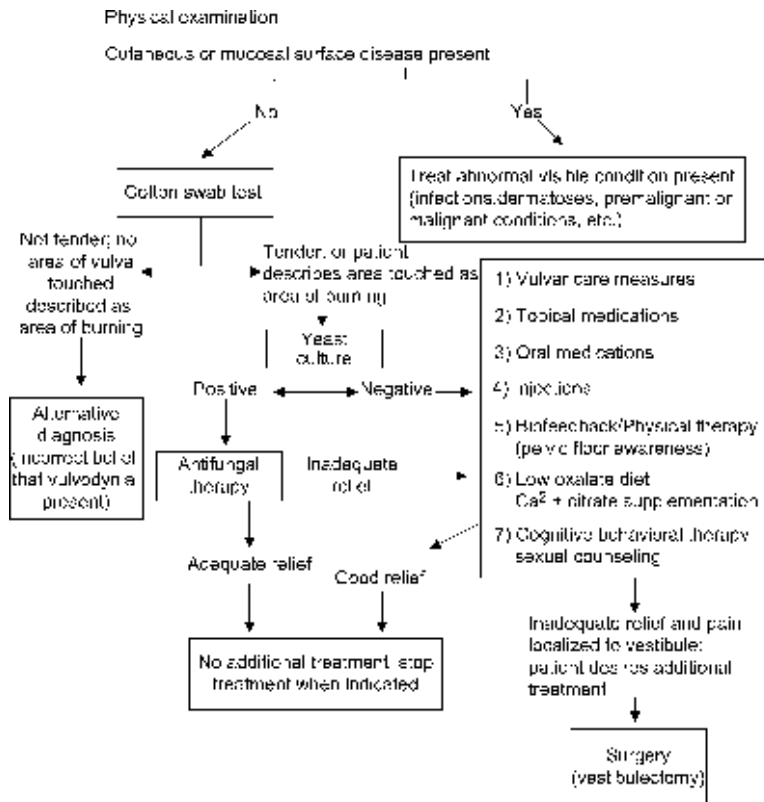 Physical examination
Cutaneous or mucosal surface disease present
No
Yes
Cotton swab test
Treat abnormal visible condition present
(infections, dermatoses, premalignant or
malignant conditions, etc.)
Not tender; no
area of vulva
touched
described as
area of burning
Tender, or patient
describes area touched as
area of burning
Yeast
culture
Positive
Negative
1) Vulvar care measures
2) Topical medications
3) Oral medications
4) Injections
5) Biofeedback/Physical therapy
(pelvic floor awareness)
6) Low oxalate diet
Ca2 + citrate supplementation
7) Cognitive behavioral therapy
sexual counseling
Alternative
diagnosis
(incorrect belief
that vulvodynia
present)
Antifungal
therapy
Inadequate
relief
Adequate relief
Good relief
No additional treatment; stop
treatment when indicated
Inadequate relief and pain
localized to vestibule:
patient desires additional
treatment
Surgery
(vestibulectomy)